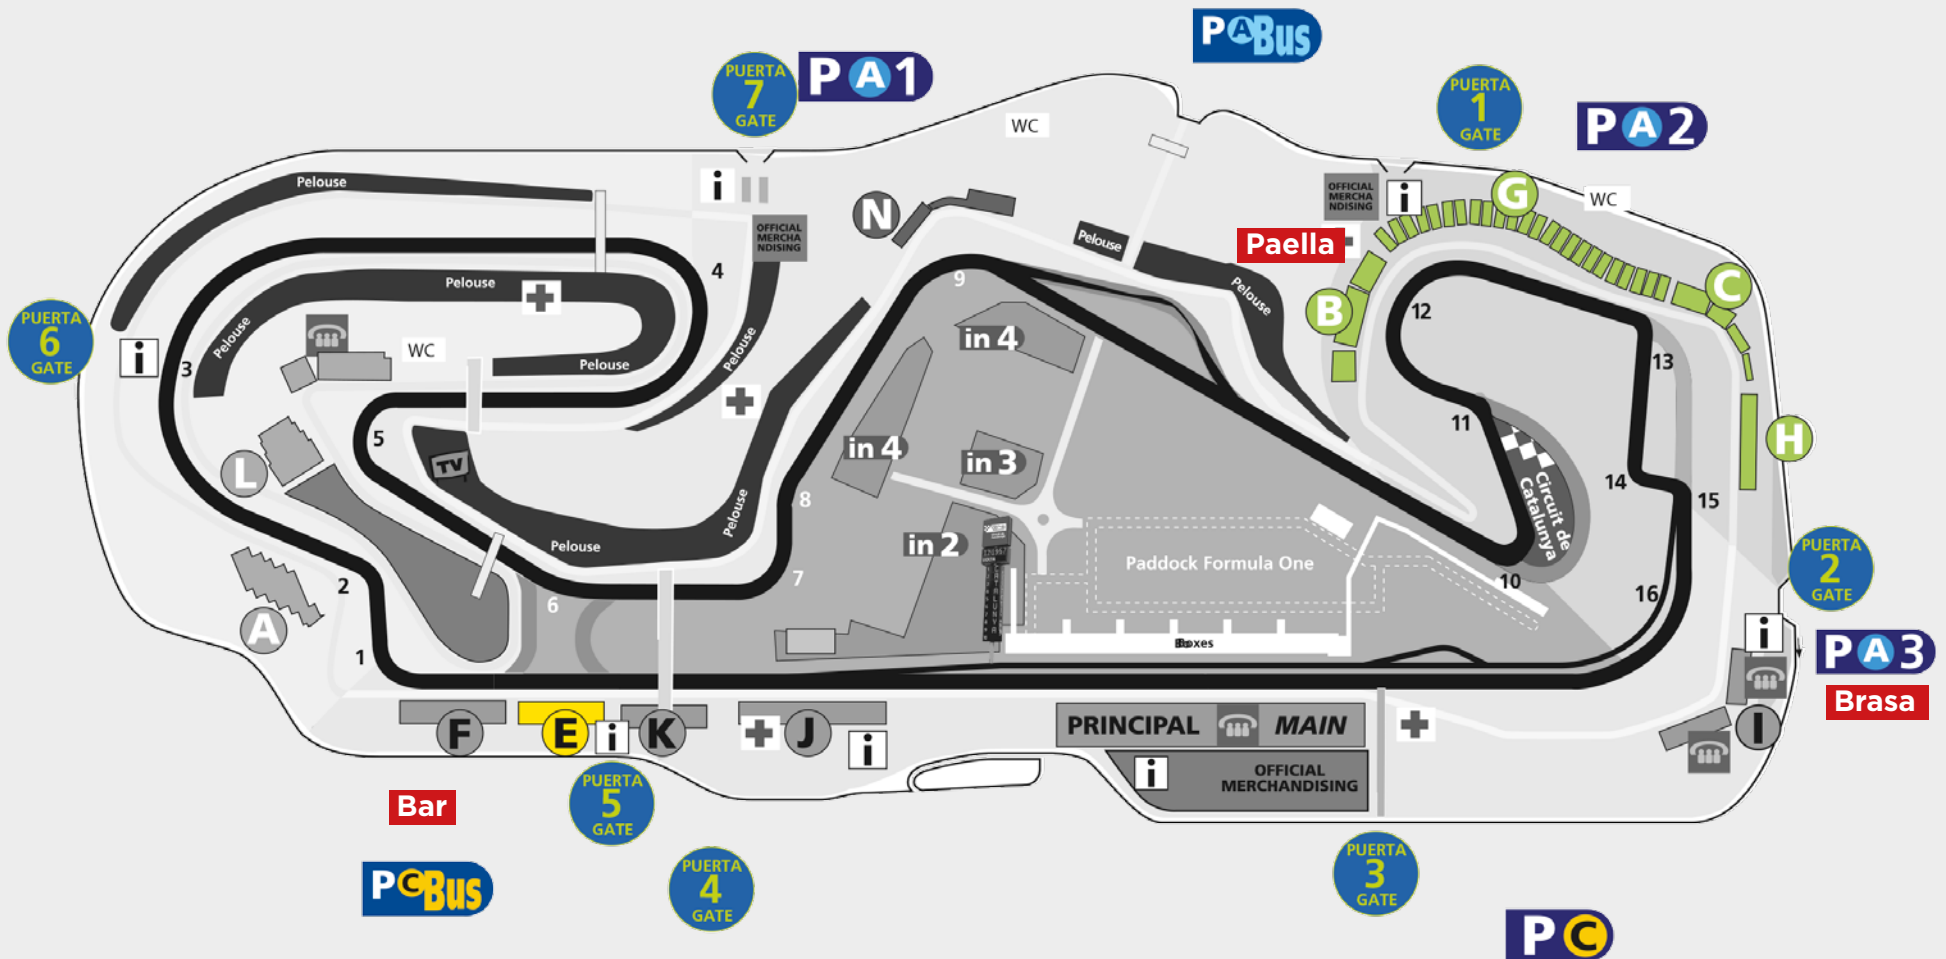 P A Bus
PUERTA
7
GATE
P A 1
PUERTA
1
GATE
P A 2
WC
Pelouse
i
OFFICIAL
MERCHA
NDISING
N
Pelouse
Pelouse
OFFICIAL
MERCHA
NDISING
i
G
WC
Paella
B
C
H
PUERTA
6
GATE
i
3
Pelouse
Pelouse
WC
Pelouse
4
Pelouse
9
in 4
in 4
in 3
in 2
12
13
11
14
15
Circuit de
Catalunya
5
TV
L
Pelouse
Pelouse
8
7
6
2
A
1
Paddock Formula One
Boxes
10
16
PUERTA
2
GATE
i
P A 3
Brasa
I
F
E
i
K
J
i
PRINCIPAL
MAIN
i
OFFICIAL
MERCHANDISING
Bar
PUERTA
5
GATE
P C Bus
PUERTA
4
GATE
PUERTA
3
GATE
P C